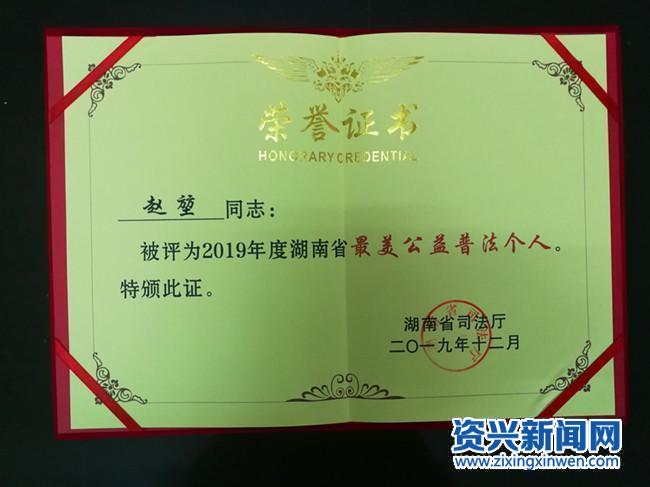 荣誉证书
HONORARY CREDENTIAL
赵堃 同志：
被评为2019年度湖南省最美公益普法个人。
特颁此证。
湖南省司法厅
二〇一九年十二月
资兴新闻网
www.zixingxinwen.com